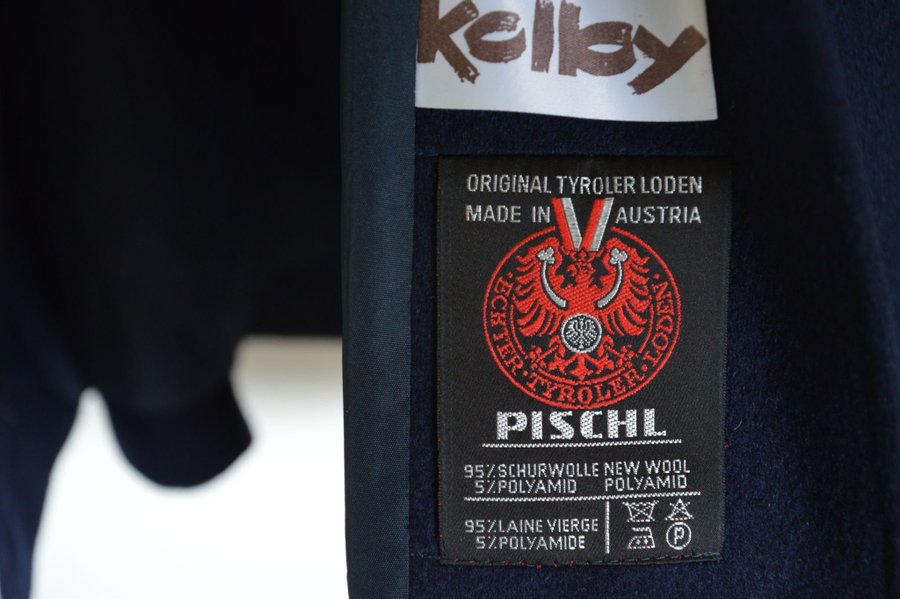 Kelby
ORIGINAL TYROLER LODEN
MADE IN AUSTRIA
·ECHTER·TYROLER·LODEN·
PISCHL
95% SCHURWOLLE NEW WOOL
5% POLYAMID POLYAMID
95% LAINE VIERGE
5% POLYAMIDE
P